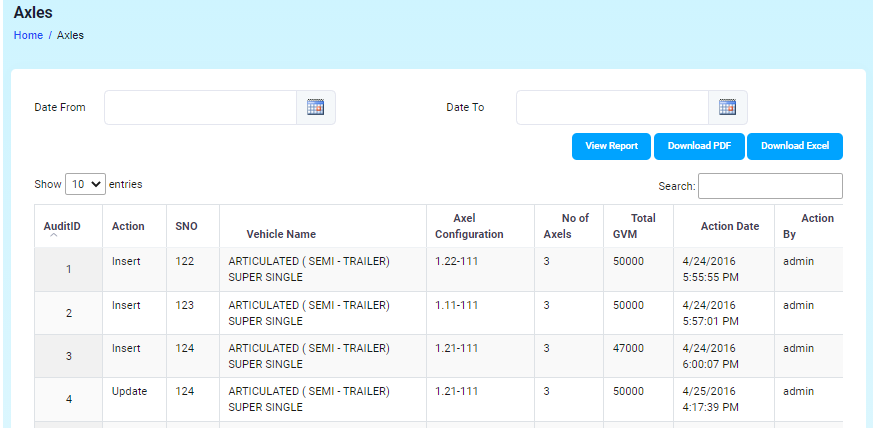 Axles
Home / Axles
Date From
Date To
View Report Download PDF Download Excel
Show 10 entries
Search:
AuditID Action SNO Vehicle Name Axel Configuration No of Axels Total GVM Action Date Action By
1 Insert 122 ARTICULATED ( SEMI - TRAILER) SUPER SINGLE 1.22-111 3 50000 4/24/2016 5:55:55 PM admin
2 Insert 123 ARTICULATED ( SEMI - TRAILER) SUPER SINGLE 1.11-111 3 50000 4/24/2016 5:57:01 PM admin
3 Insert 124 ARTICULATED ( SEMI - TRAILER) SUPER SINGLE 1.21-111 3 47000 4/24/2016 6:00:07 PM admin
4 Update 124 ARTICULATED ( SEMI - TRAILER) SUPER SINGLE 1.21-111 3 50000 4/25/2016 4:17:39 PM admin